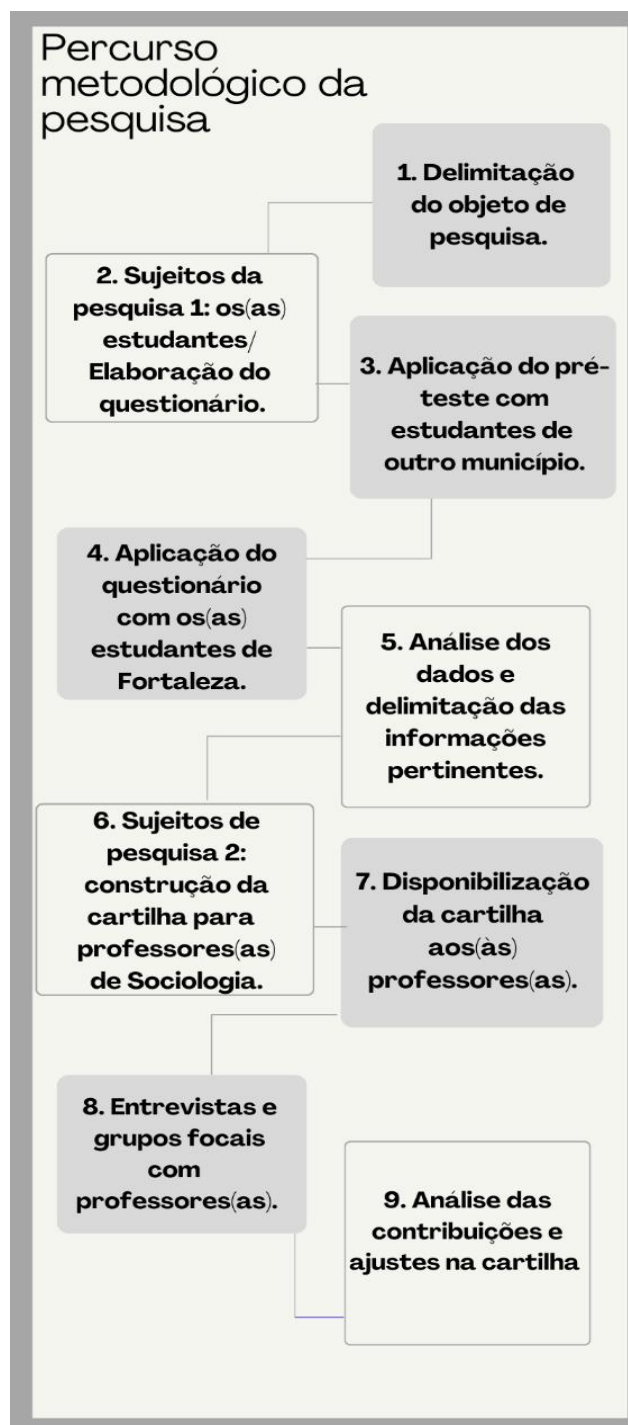 Percurso
metodológico da
pesquisa
1. Delimitação
do objeto de
pesquisa.
2. Sujeitos da
pesquisa 1: os(as)
estudantes/
Elaboração do
questionário.
3. Aplicação do pré-
teste com
estudantes de
outro município.
4. Aplicação do
questionário
com os(as)
estudantes de
Fortaleza.
5. Análise dos
dados e
delimitação das
informações
pertinentes.
6. Sujeitos de
pesquisa 2:
construção da
cartilha para
professores(as)
de Sociologia.
7. Disponibilização
da cartilha
aos(às)
professores(as).
8. Entrevistas e
grupos focais
com
professores(as).
9. Análise das
contribuições e
ajustes na cartilha